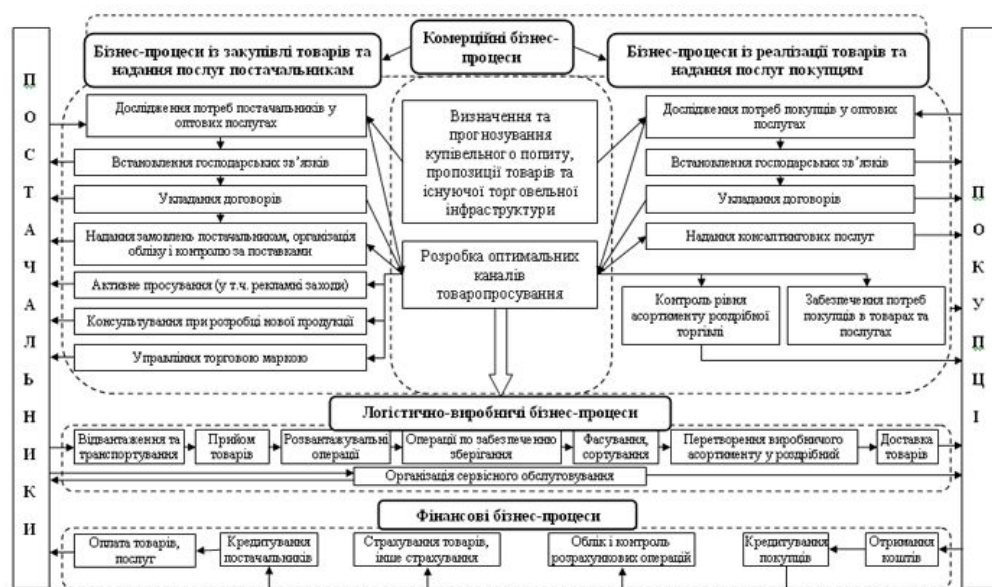 Комерційні бізнес-
процеси
Бізнес-процеси із закупівлі товарів та
надання послуг постачальникам
Бізнес-процеси із реалізації товарів та
надання послуг покупцям
П
О
С
Т
А
Ч
А
Л
Ь
Н
И
К
И
Дослідження потреб постачальників у
оптових послугах
Встановлення господарських зв’язків
Укладання договорів
Надання замовлень постачальникам, організація
обліку і контролю за поставками
Активне просування (у т.ч. рекламні заходи)
Консультування при розробці нової продукції
Управління торговою маркою
Визначення та
прогнозування
купівельного попиту,
пропозиції товарів та
існуючої торговельної
інфраструктури
Розробка оптимальних
каналів
товаропросування
Дослідження потреб покупців у оптових
послугах
Встановлення господарських зв’язків
Укладання договорів
Надання консалтингових послуг
Контроль рівня
асортименту роздрібної
торгівлі
Забезпечення потреб
покупців в товарах та
послугах
П
О
К
У
П
Ц
І
Логістично-виробничі бізнес-процеси
Відвантаження та
транспортування
Прийом
товарів
Розвантажувальні
операції
Операції по забезпеченню
зберігання
Фасування,
сортування
Перетворення виробничого
асортименту у роздрібний
Доставка
товарів
Організація сервісного обслуговування
Фінансові бізнес-процеси
Оплата товарів,
послуг
Кредитування
постачальників
Страхування товарів,
інше страхування
Облік і контроль
розрахункових операцій
Кредитування
покупців
Отримання
коштів